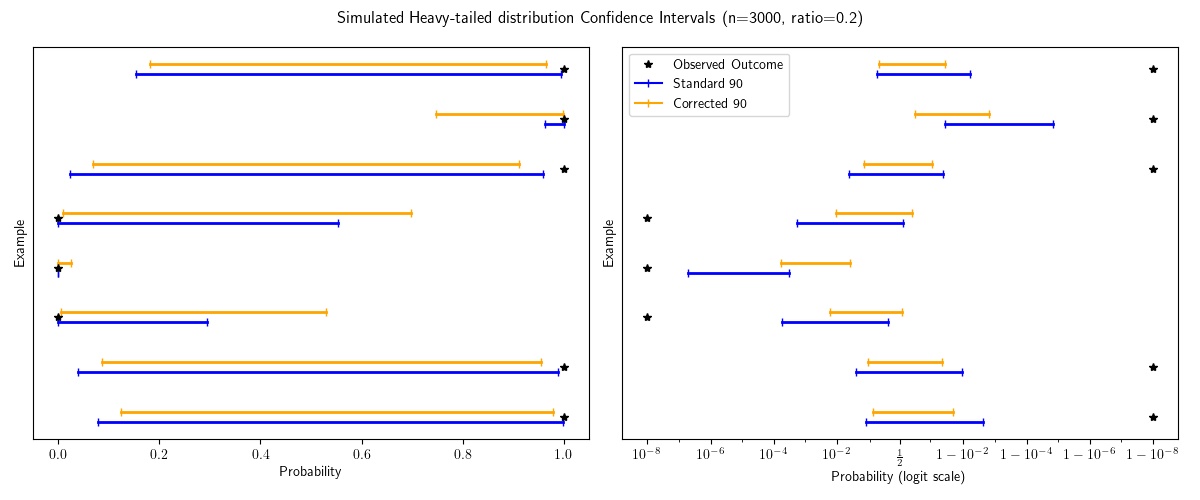 Simulated Heavy-tailed distribution Confidence Intervals (n=3000, ratio=0.2)
Example
0.0 0.2 0.4 0.6 0.8 1.0
Probability
Observed Outcome
Standard 90
Corrected 90
Example
10⁻⁸ 10⁻⁶ 10⁻⁴ 10⁻² 1/2 1−10⁻² 1−10⁻⁴ 1−10⁻⁶ 1−10⁻⁸
Probability (logit scale)